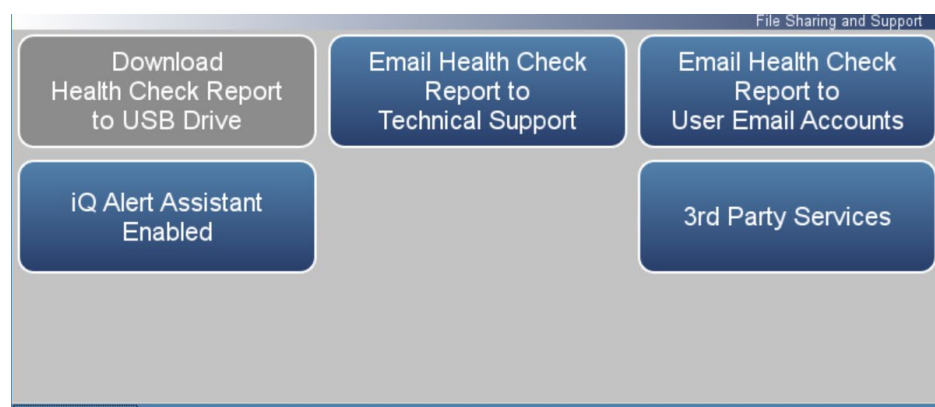 File Sharing and Support
Download
Health Check Report
to USB Drive
Email Health Check
Report to
Technical Support
Email Health Check
Report to
User Email Accounts
iQ Alert Assistant
Enabled
3rd Party Services